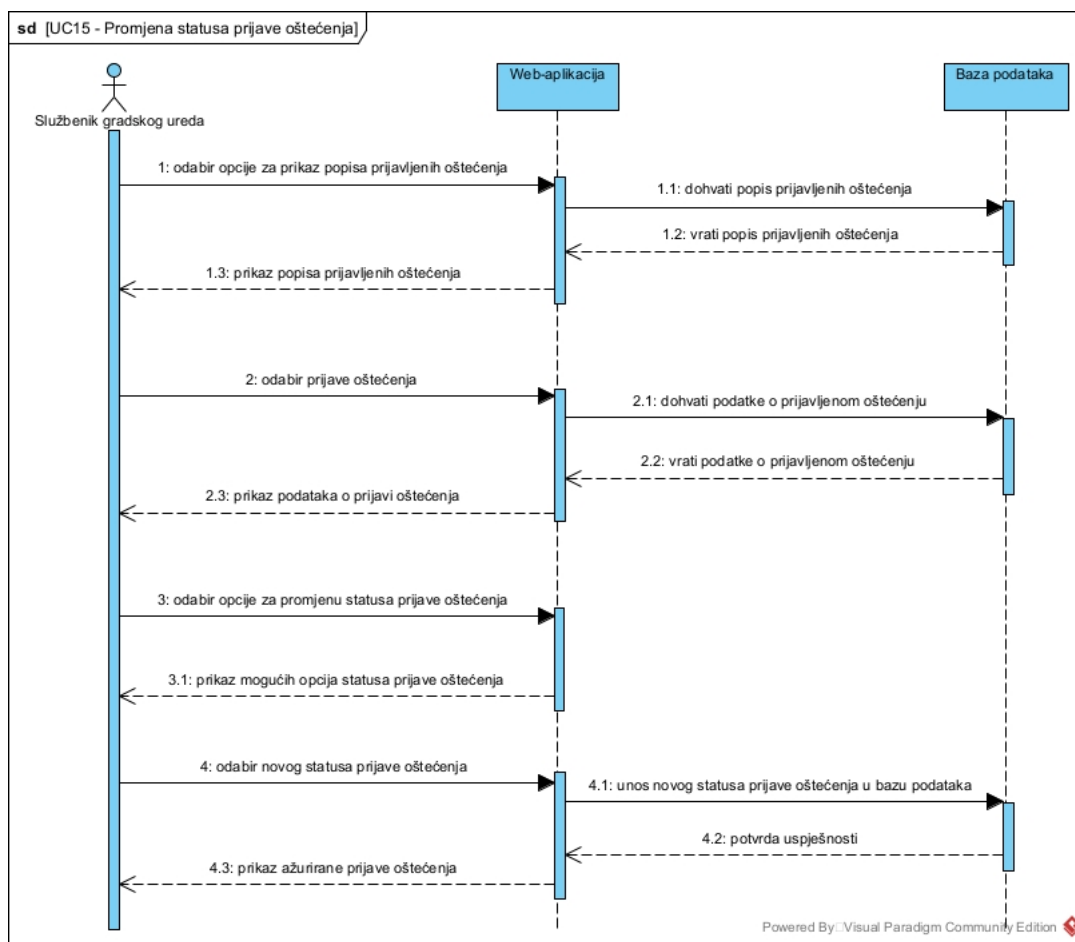 sd [UC15 - Promjena statusa prijave oštećenja]
Službenik gradskog ureda
Web-aplikacija
Baza podataka
1: odabir opcije za prikaz popisa prijavljenih oštećenja
1.1: dohvati popis prijavljenih oštećenja
1.2: vrati popis prijavljenih oštećenja
1.3: prikaz popisa prijavljenih oštećenja
2: odabir prijave oštećenja
2.1: dohvati podatke o prijavljenom oštećenju
2.2: vrati podatke o prijavljenom oštećenju
2.3: prikaz podataka o prijavi oštećenja
3: odabir opcije za promjenu statusa prijave oštećenja
3.1: prikaz mogućih opcija statusa prijave oštećenja
4: odabir novog statusa prijave oštećenja
4.1: unos novog statusa prijave oštećenja u bazu podataka
4.2: potvrda uspješnosti
4.3: prikaz ažurirane prijave oštećenja
Powered By□Visual Paradigm Community Edition